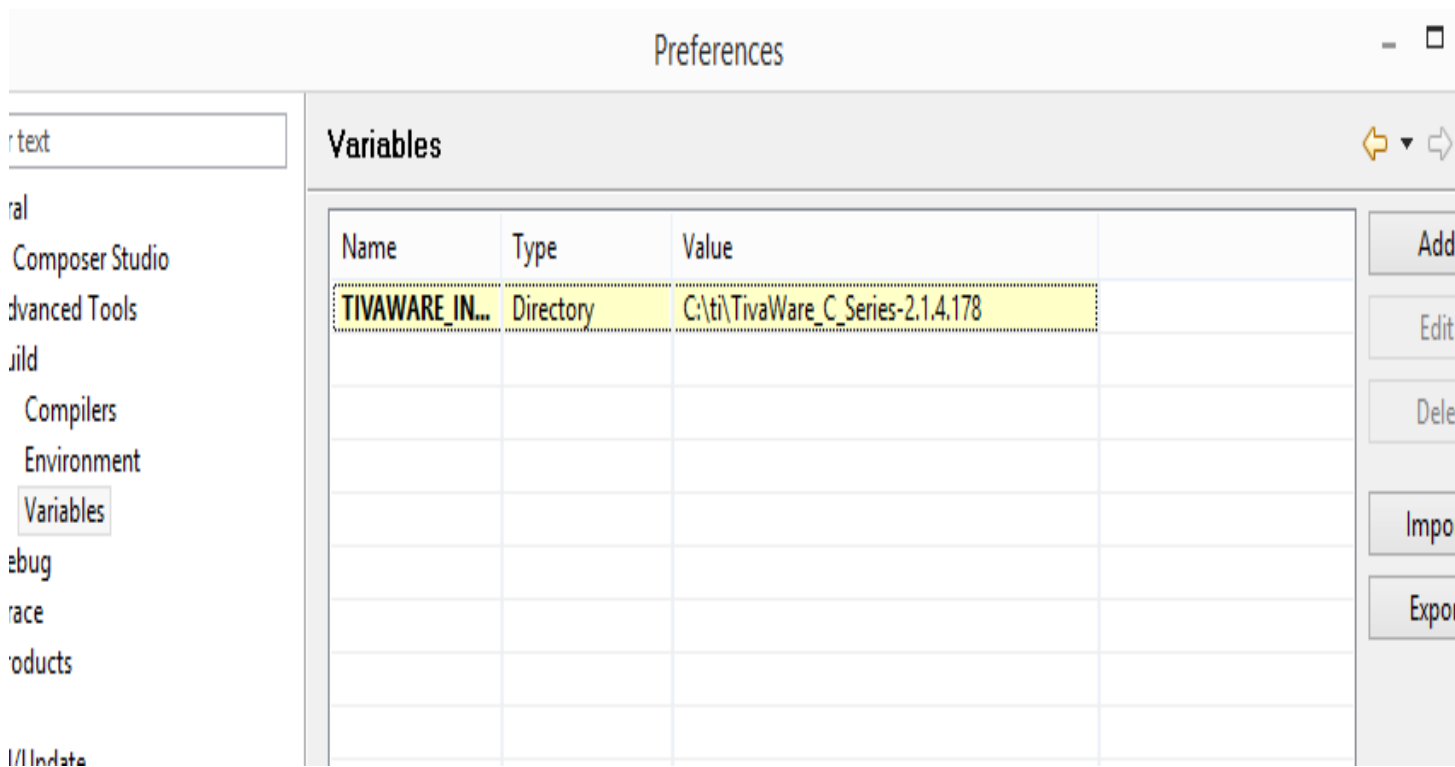 Preferences
r text
Variables
ral
Composer Studio
dvanced Tools
uild
Compilers
Environment
Variables
ebug
race
roducts
l/Update
Name Type Value
TIVAWARE_IN... Directory C:\ti\TivaWare_C_Series-2.1.4.178
Add
Edit
Dele
Impo
Expor